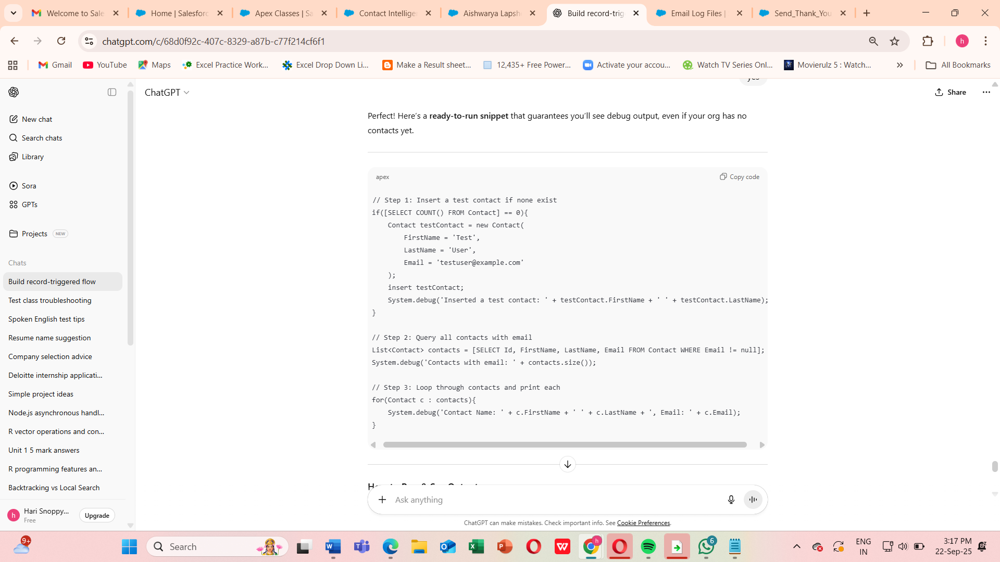 Welcome to Sale
Home | Salesforc
Apex Classes | Sa
Contact Intellige
Aishwarya Lapsh
Build record-trig
Email Log Files |
Send_Thank_You
chatgpt.com/c/68d0f92c-407c-8329-a87b-c77f214cf6f1
h
Gmail
YouTube
Maps
Excel Practice Work...
Excel Drop Down Li...
Make a Result sheet...
12,435+ Free Power...
Activate your accou...
Watch TV Series Onl...
Movierulz 5 : Watch...
All Bookmarks
New chat
Search chats
Library
Sora
GPTs
Projects NEW
Chats
Build record-triggered flow
Test class troubleshooting
Spoken English test tips
Resume name suggestion
Company selection advice
Deloitte internship applicati...
Simple project ideas
Node.js asynchronous handl...
R vector operations and con...
Unit 1 5 mark answers
R programming features an...
Backtracking vs Local Search
h
Hari Snoppy...
Free
Upgrade
ChatGPT
Share
yes
Perfect! Here's a ready-to-run snippet that guarantees you'll see debug output, even if your org has no
contacts yet.
apex
Copy code
// Step 1: Insert a test contact if none exist
if([SELECT COUNT() FROM Contact] == 0){
    Contact testContact = new Contact(
        FirstName = 'Test',
        LastName = 'User',
        Email = 'testuser@example.com'
    );
    insert testContact;
    System.debug('Inserted a test contact: ' + testContact.FirstName + ' ' + testContact.LastName);
}
// Step 2: Query all contacts with email
List<Contact> contacts = [SELECT Id, FirstName, LastName, Email FROM Contact WHERE Email != null];
System.debug('Contacts with email: ' + contacts.size());
// Step 3: Loop through contacts and print each
for(Contact c : contacts){
    System.debug('Contact Name: ' + c.FirstName + ' ' + c.LastName + ', Email: ' + c.Email);
}
Ask anything
ChatGPT can make mistakes. Check important info. See Cookie Preferences.
9+
Search
h
6
ENG
IN
3:17 PM
22-Sep-25